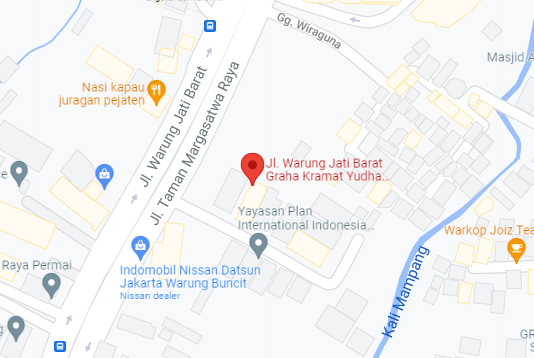 Gg. Wiraguna
Masjid A
Nasi kapau
juragan pejaten
Jl. Warung Jati Barat
Jl. Taman Margasatwa Raya
Jl. Warung Jati Barat
Graha Kramat Yudha...
ce
Yayasan Plan
International Indonesia...
Warkop Joiz Tea
Raya Permai
Indomobil Nissan Datsun
Jakarta Warung Buncit
Nissan dealer
Kali Mampang
GR
g